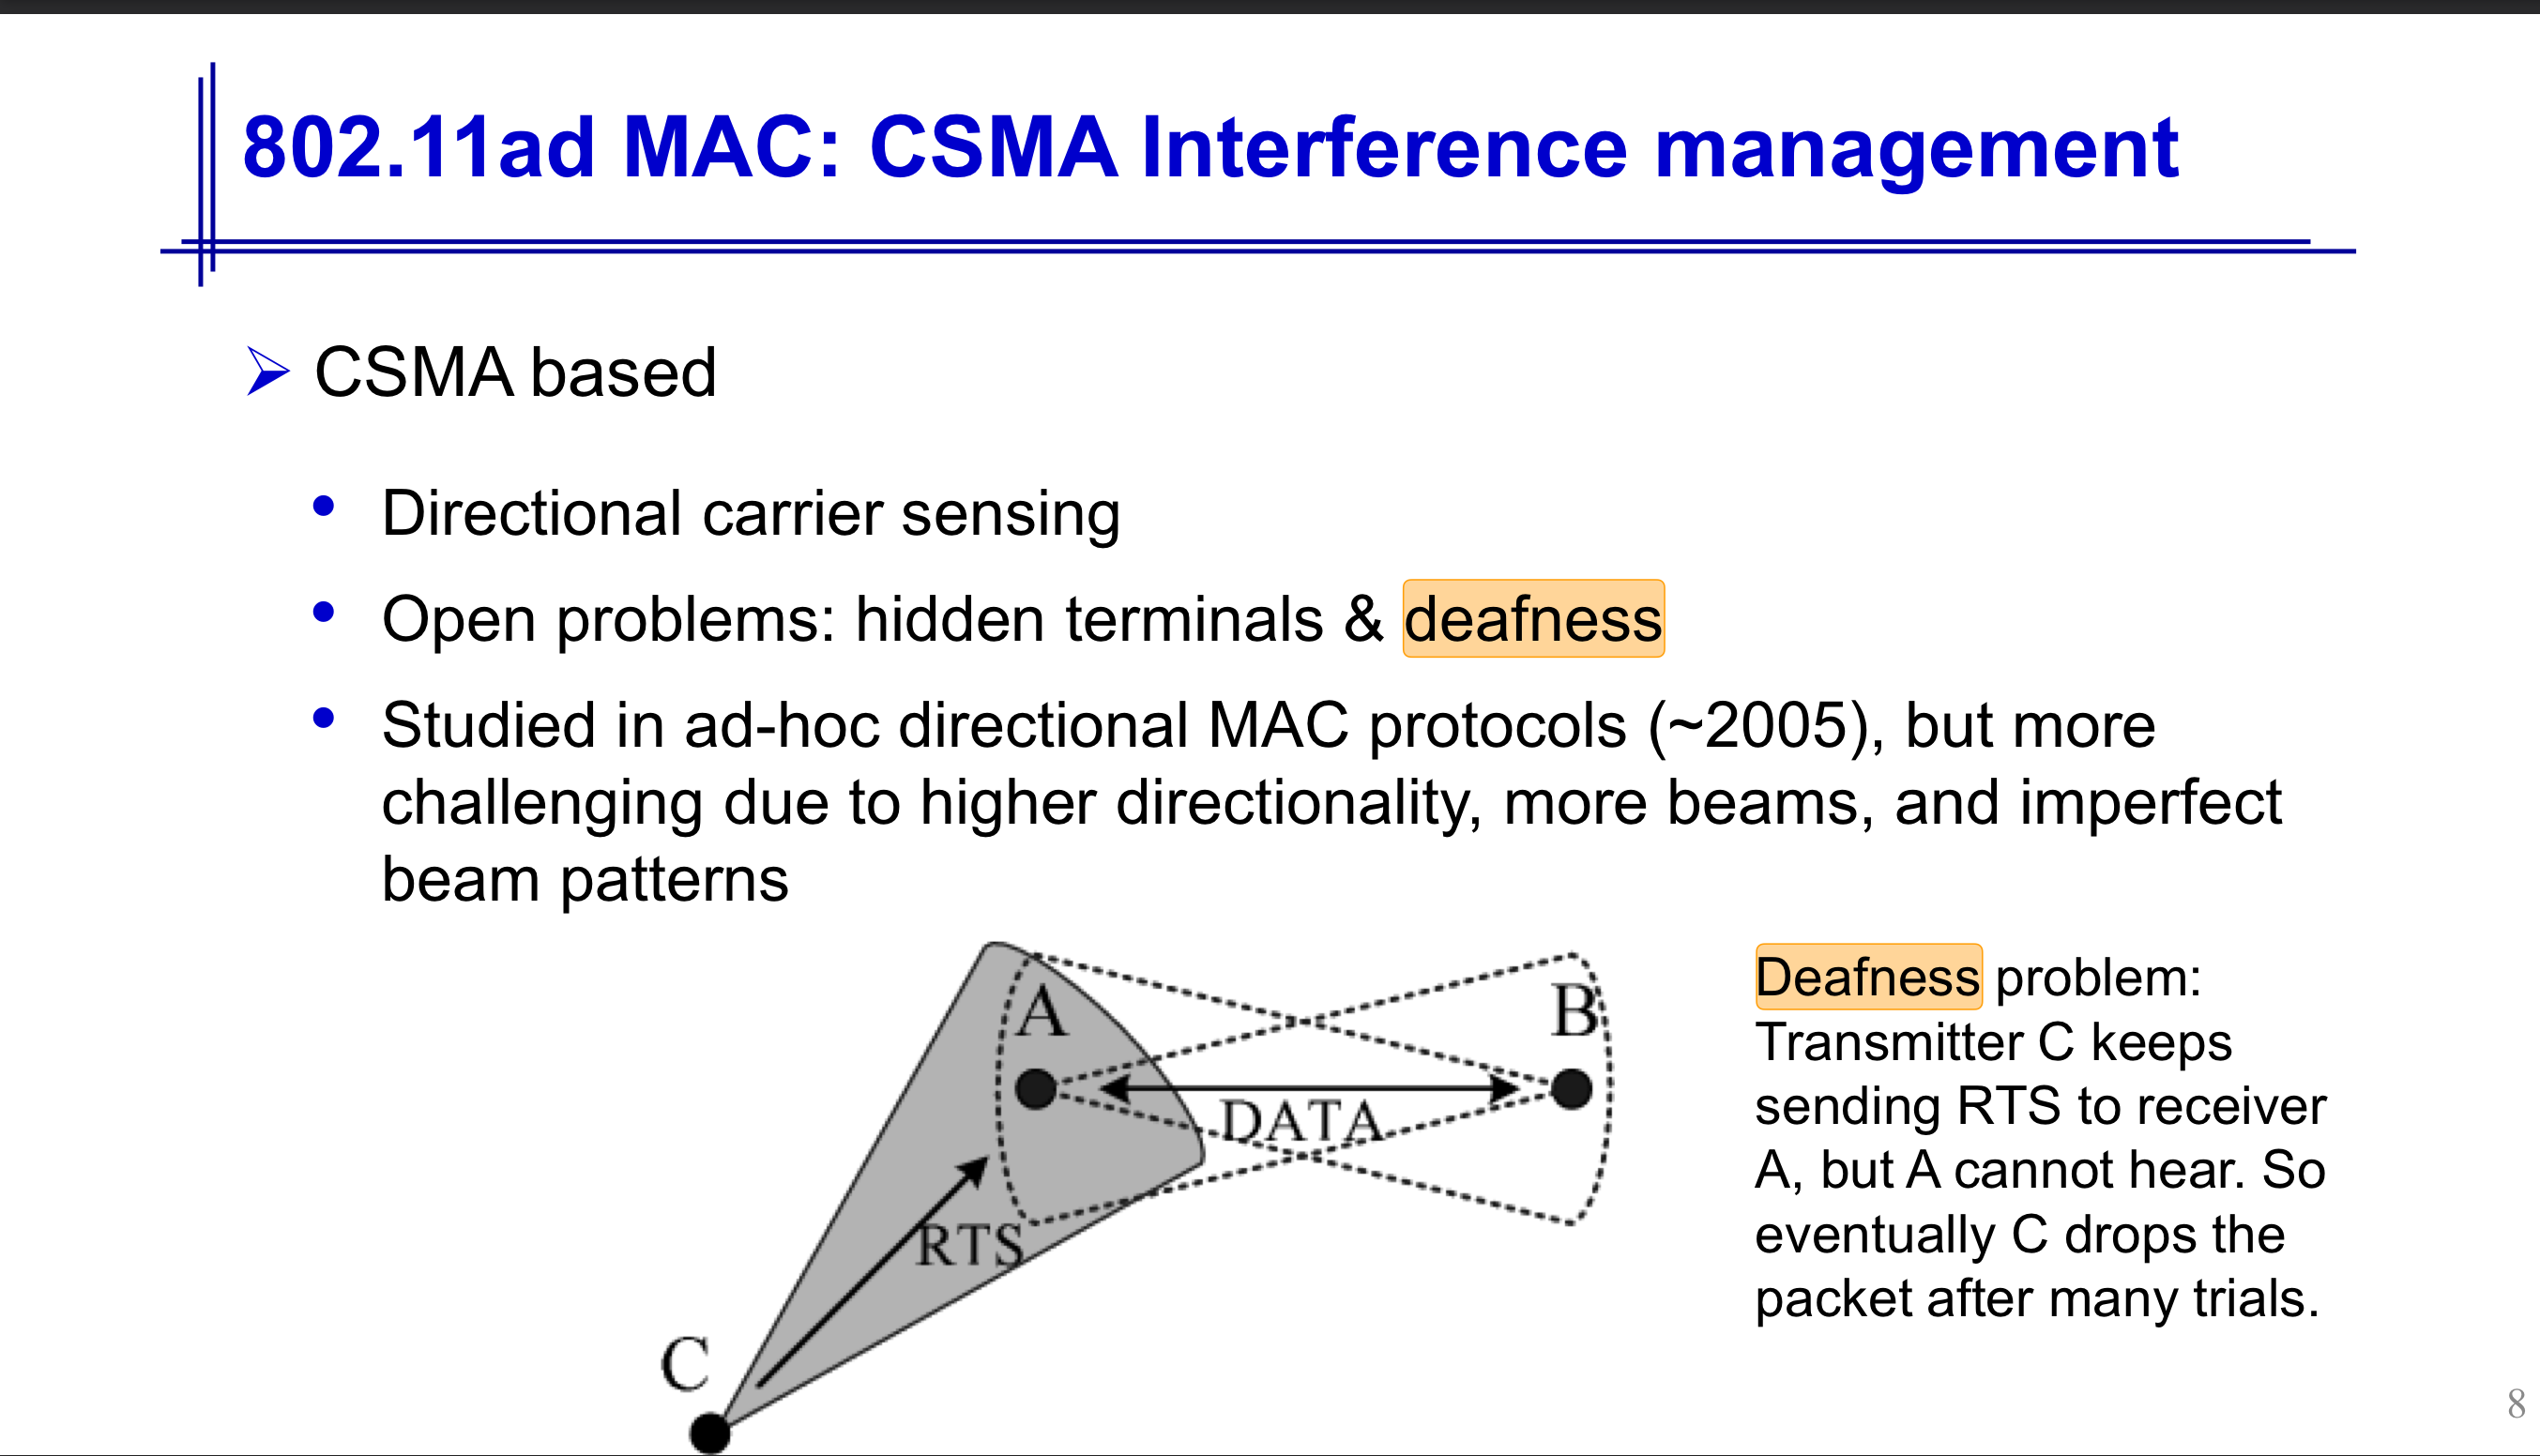 802.11ad MAC: CSMA Interference management
CSMA based
Directional carrier sensing
Open problems: hidden terminals & deafness
Studied in ad-hoc directional MAC protocols (~2005), but more
challenging due to higher directionality, more beams, and imperfect
beam patterns
A
B
DATA
RTS
C
Deafness problem:
Transmitter C keeps
sending RTS to receiver
A, but A cannot hear. So
eventually C drops the
packet after many trials.
8